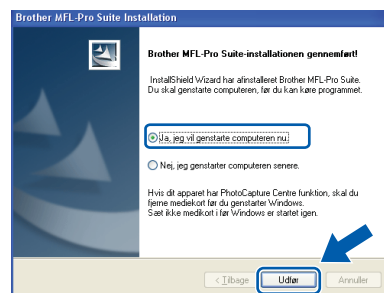 Brother MFL-Pro Suite Installation
Brother MFL-Pro Suite-installationen gennemført!
InstallShield Wizard har afinstalleret Brother MFL-Pro Suite.
Du skal genstarte computeren, før du kan køre programmet.
Ja, jeg vil genstarte computeren nu.
Nej, jeg genstarter computeren senere.
Hvis dit apparet har PhotoCapture Centre funktion, skal du
fjerne mediekort før du genstarter Windows.
Sæt ikke medikort i før Windows er startet igen.
< Tilbage
Udfør
Annuller